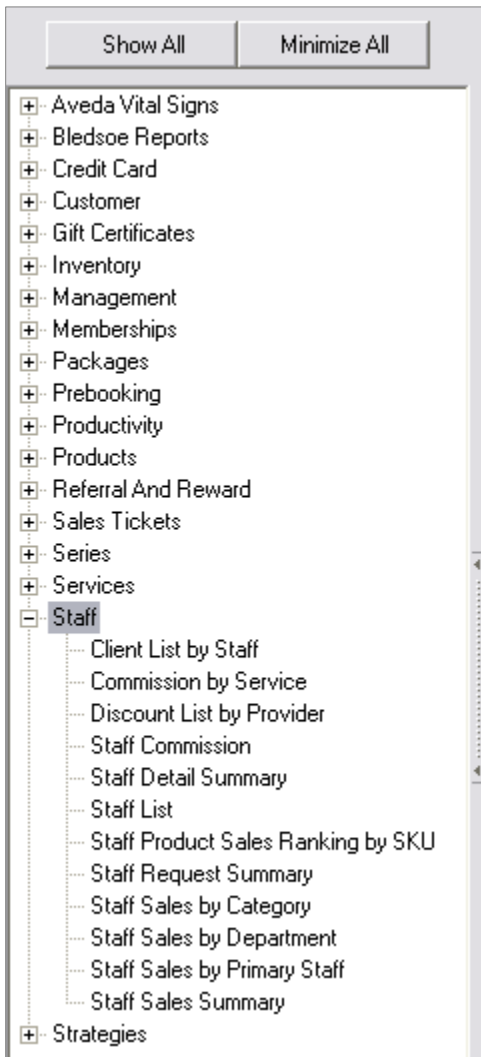 Show All Minimize All
Aveda Vital Signs
Bledsoe Reports
Credit Card
Customer
Gift Certificates
Inventory
Management
Memberships
Packages
Prebooking
Productivity
Products
Referral And Reward
Sales Tickets
Series
Services
Staff
Client List by Staff
Commission by Service
Discount List by Provider
Staff Commission
Staff Detail Summary
Staff List
Staff Product Sales Ranking by SKU
Staff Request Summary
Staff Sales by Category
Staff Sales by Department
Staff Sales by Primary Staff
Staff Sales Summary
Strategies